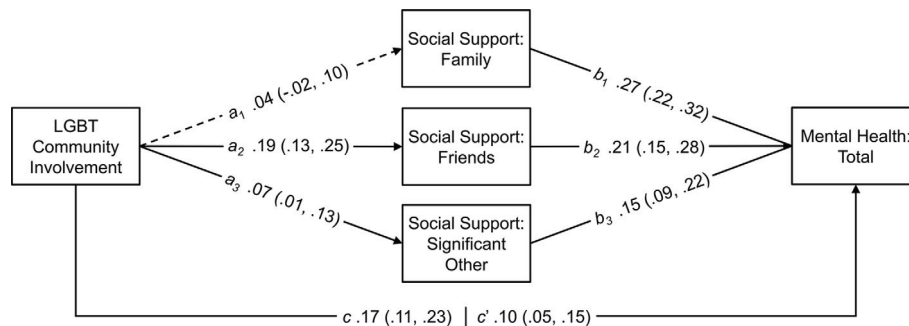 Social Support:
Family
a1 .04 (-.02, .10)
b1 .27 (.22, .32)
LGBT
Community
Involvement
a2 .19 (.13, .25)
Social Support:
Friends
b2 .21 (.15, .28)
Mental Health:
Total
a3 .07 (.01, .13)
Social Support:
Significant
Other
b3 .15 (.09, .22)
c .17 (.11, .23) | c' .10 (.05, .15)